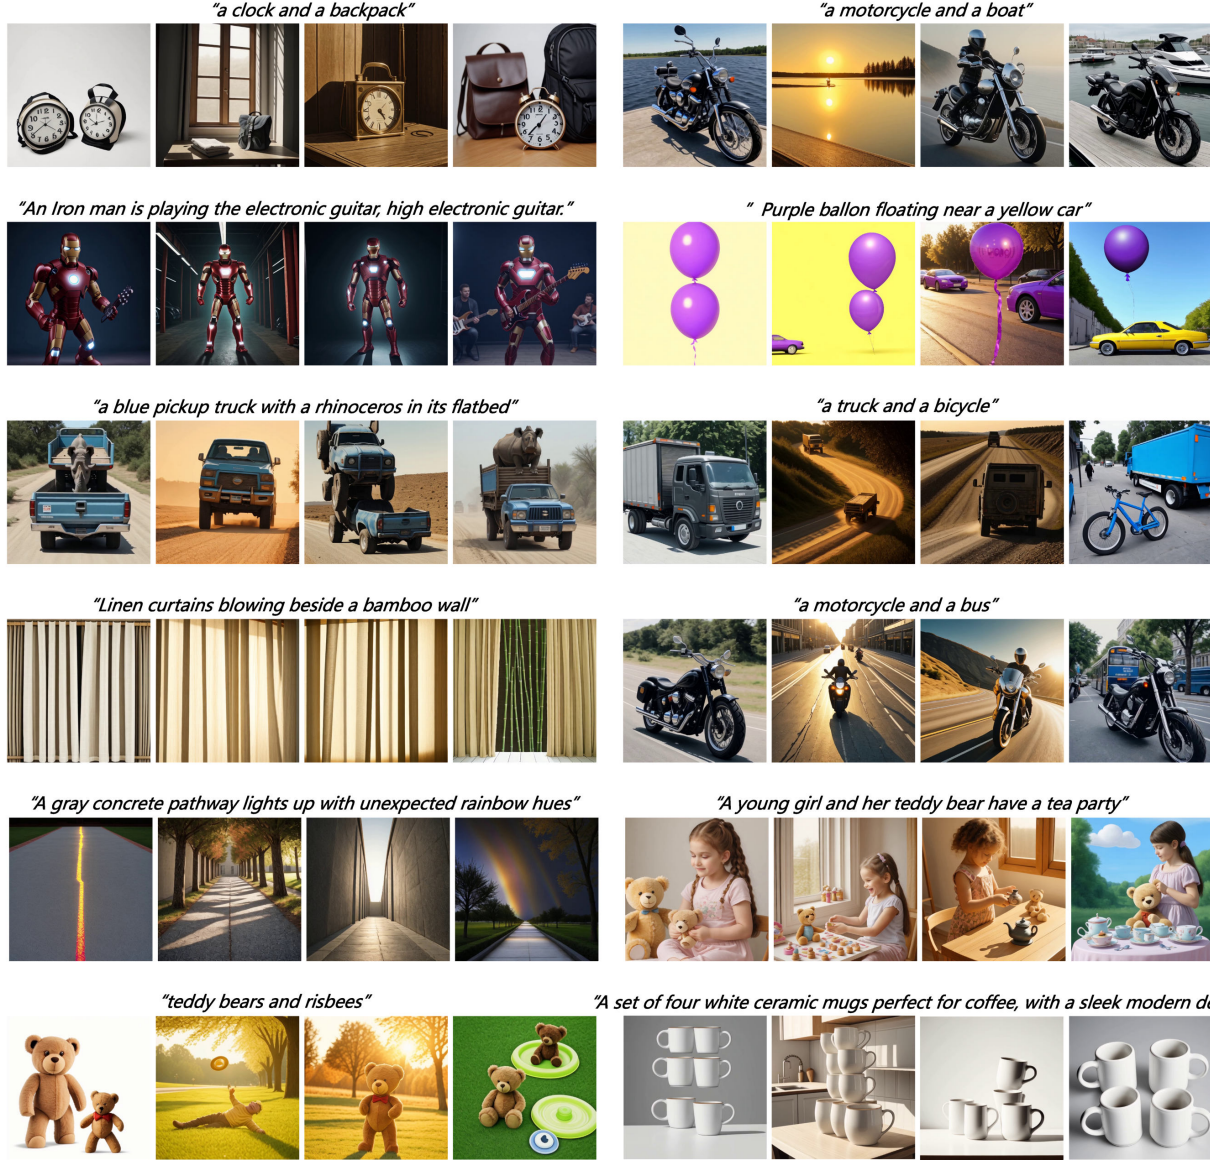 “a clock and a backpack”
“a motorcycle and a boat”
“An Iron man is playing the electronic guitar, high electronic guitar.”
” Purple ballon floating near a yellow car”
“a blue pickup truck with a rhinoceros in its flatbed”
“a truck and a bicycle”
“Linen curtains blowing beside a bamboo wall”
“a motorcycle and a bus”
“A gray concrete pathway lights up with unexpected rainbow hues”
“A young girl and her teddy bear have a tea party”
“teddy bears and risbees”
“A set of four white ceramic mugs perfect for coffee, with a sleek modern